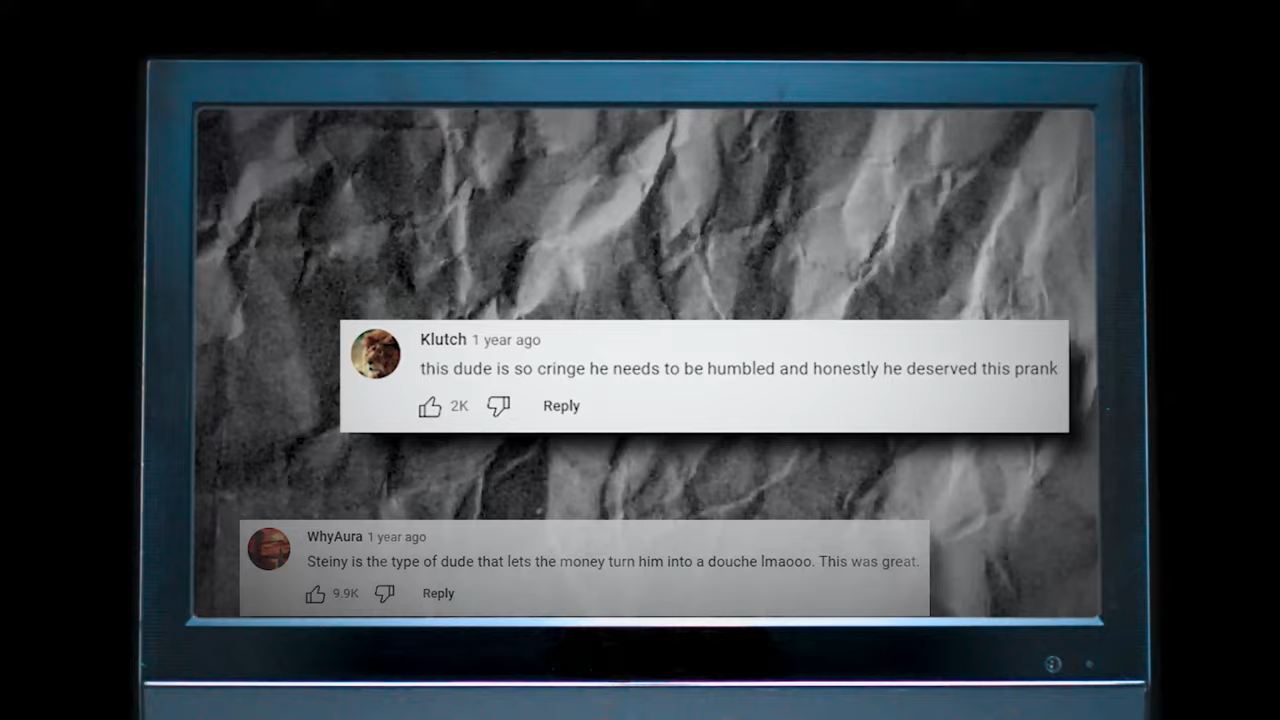 Klutch 1 year ago
this dude is so cringe he needs to be humbled and honestly he deserved this prank
2K Reply
WhyAura 1 year ago
Steiny is the type of dude that lets the money turn him into a douche lmaooo. This was great.
9.9K Reply